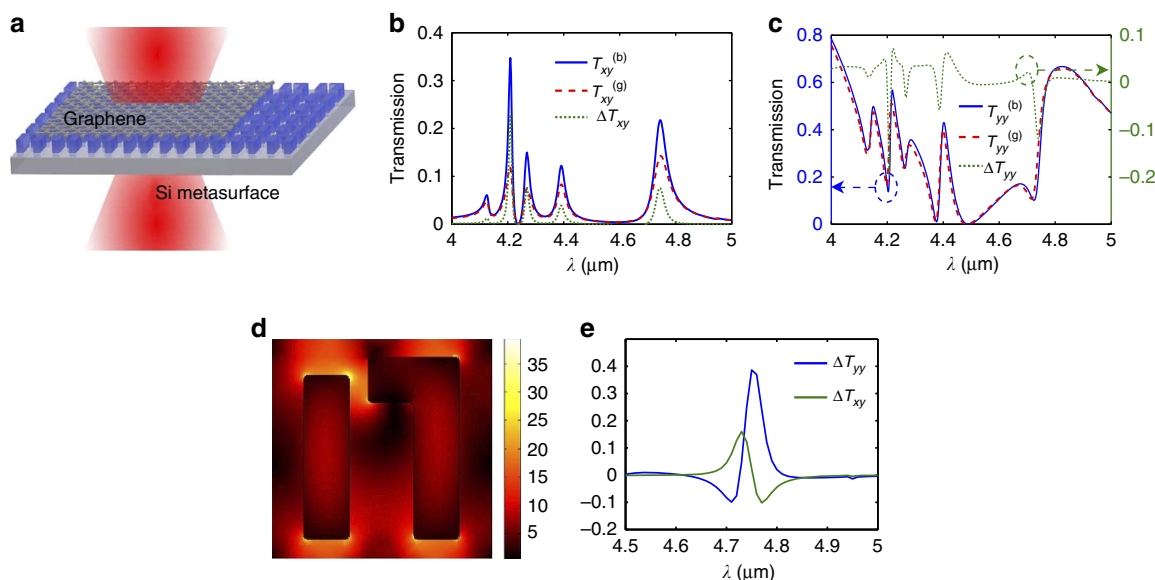 a
Graphene
Si metasurface
b
0.4
0.3
0.2
0.1
0
Transmission
T_xy^(b)
T_xy^(g)
ΔT_xy
4
4.2
4.4
4.6
4.8
5
λ (μm)
c
0.8
0.6
0.4
0.2
0
Transmission
T_yy^(b)
T_yy^(g)
ΔT_yy
0.1
0
−0.1
−0.2
4
4.2
4.4
4.6
4.8
5
λ (μm)
d
35
30
25
20
15
10
5
e
0.4
0.3
0.2
0.1
0
−0.1
−0.2
ΔT_yy
ΔT_xy
4.5
4.6
4.7
4.8
4.9
5
λ (μm)